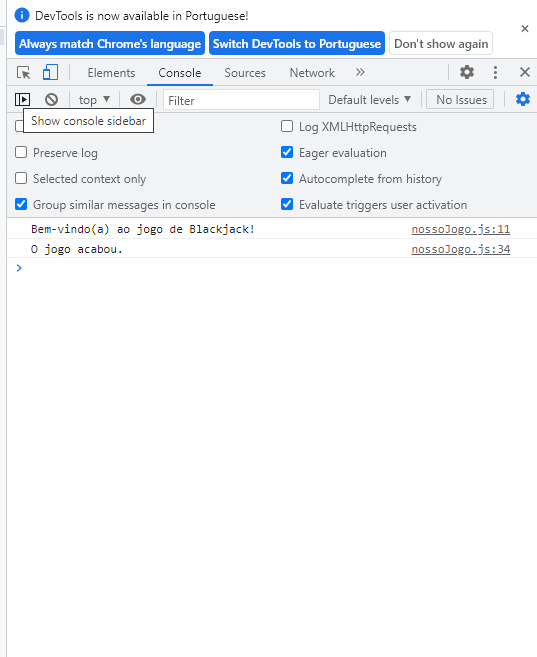 DevTools is now available in Portuguese!
Always match Chrome's language Switch DevTools to Portuguese Don't show again
Elements Console Sources Network
top Filter Default levels No Issues
Show console sidebar
Log XMLHttpRequests
Preserve log Eager evaluation
Selected context only Autocomplete from history
Group similar messages in console Evaluate triggers user activation
Bem-vindo(a) ao jogo de Blackjack! nossoJogo.js:11
O jogo acabou. nossoJogo.js:34